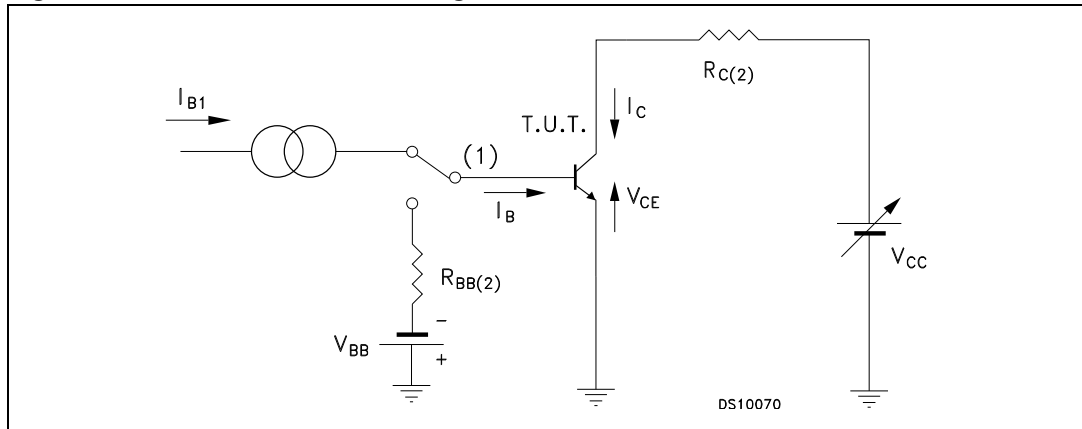 R_C(2)
I_B1
I_C
T.U.T.
(1)
I_B
V_CE
R_BB(2)
V_CC
−
V_BB
+
DS10070